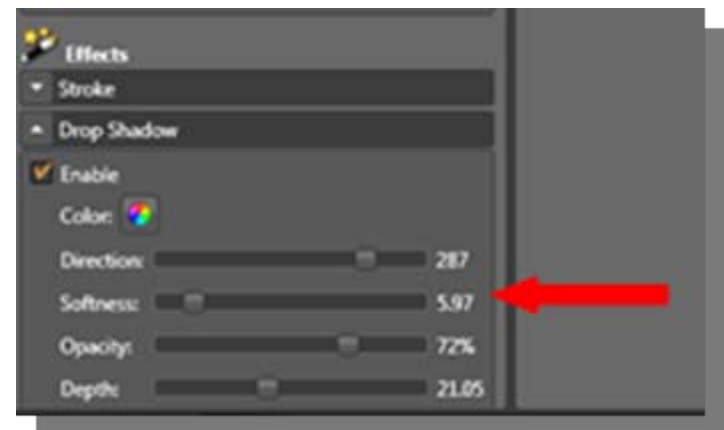 Effects
Stroke
Drop Shadow
Enable
Color:
Direction: 287
Softness: 5.97
Opacity: 72%
Depth: 21.05